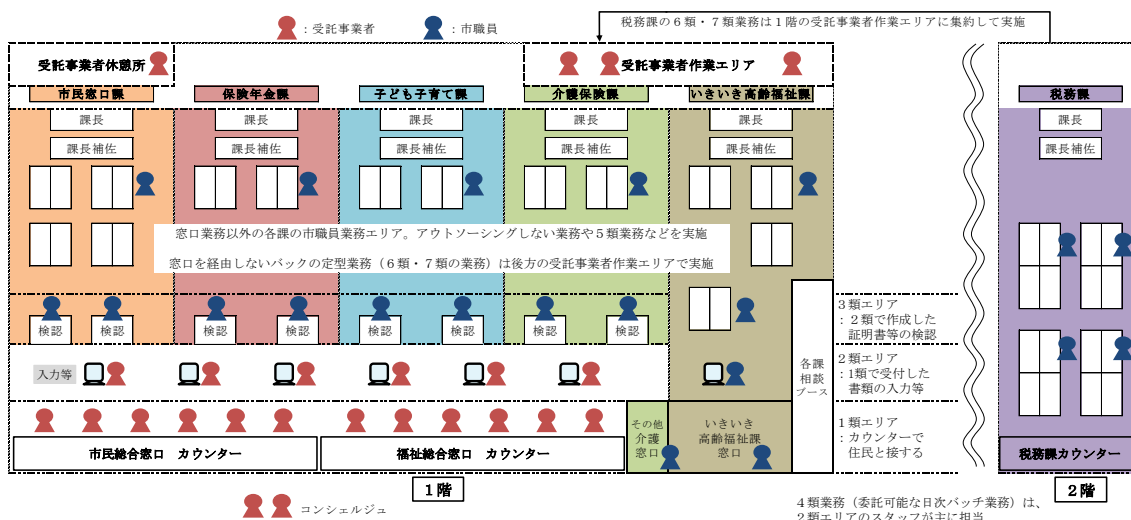 ：受託事業者
：市職員
税務課の６類・７類業務は１階の受託事業者作業エリアに集約して実施
受託事業者休憩所
受託事業者作業エリア
市民窓口課
保険年金課
子ども子育て課
介護保険課
いきいき高齢福祉課
税務課
課長
課長
課長
課長
課長
課長
課長補佐
課長補佐
課長補佐
課長補佐
課長補佐
課長補佐
窓口業務以外の各課の市職員業務エリア。アウトソーシングしない業務や５類業務などを実施
窓口を経由しないバックの定型業務（６類・７類の業務）は後方の受託事業者作業エリアで実施
検認
検認
検認
検認
検認
検認
検認
検認
３類エリア
：２類で作成した
証明書等の検認
入力等
各課
相談
ブース
２類エリア
：1類で受付した
書類の入力等
１類エリア
：カウンターで
住民と接する
市民総合窓口　カウンター
福祉総合窓口　カウンター
その他
介護
窓口
いきいき
高齢福祉課
窓口
税務課カウンター
１階
２階
コンシェルジュ
４類業務（委託可能な日次バッチ業務）は、
２類エリアのスタッフが主に担当